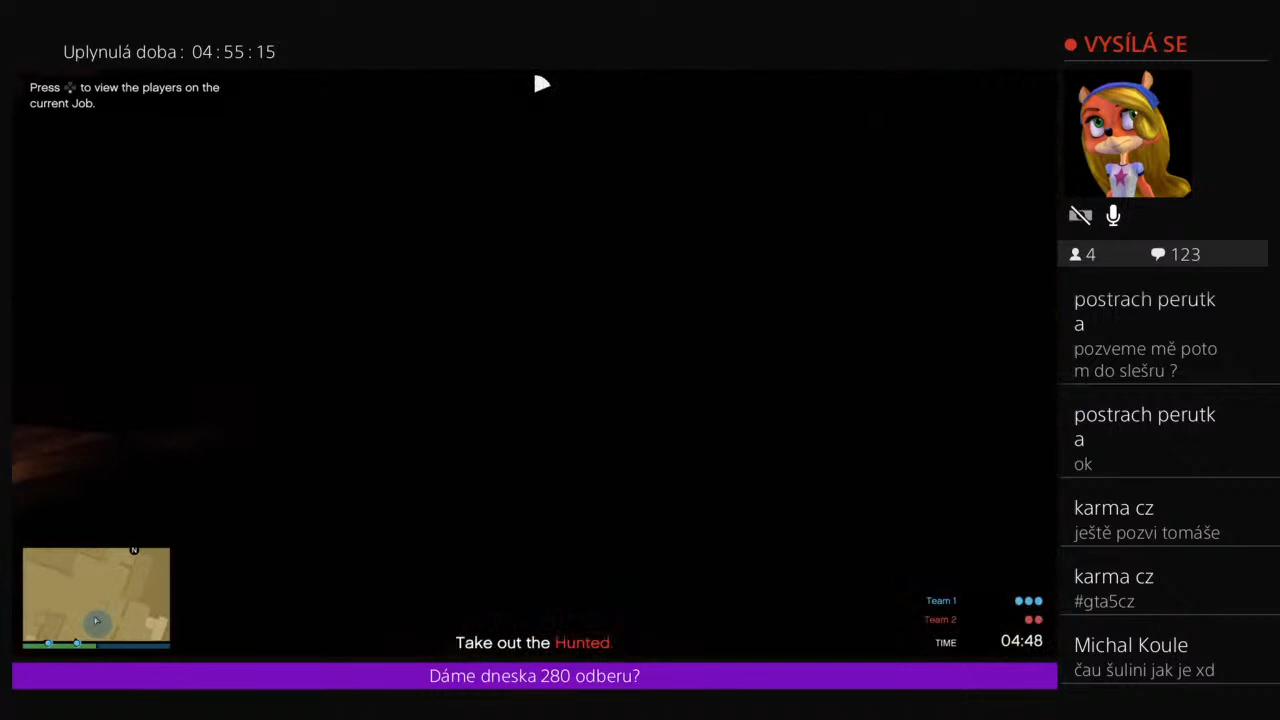 Uplynulá doba: 04:55:15
VYSÍLÁ SE
Press to view the players on the
current Job.
4 123
postrach perutk
a
pozveme mě poto
m do slešru ?
postrach perutk
a
ok
karma cz
ještě pozvi tomáše
karma cz
#gta5cz
Michal Koule
čau šulini jak je xd
N
Team 1
Team 2
TIME 04:48
Take out the Hunted.
Dáme dneska 280 odberu?